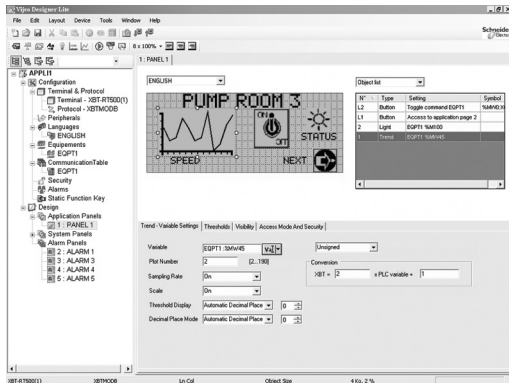 Vijeo Designer Lite
File Edit Layout Device Tools Window Help
Schneider
8 x 100%
1 : PANEL 1
APPLI1
Configuration
Terminal & Protocol
Terminal - XBT-RT500(1)
Protocol - XBTMODB
Peripherals
Languages
ENGLISH
Equipements
EQPT1
CommunicationTable
EQPT1
Security
Alarms
Static Function Key
Design
Application Panels
1 : PANEL 1
System Panels
Alarm Panels
2 : ALARM 1
3 : ALARM 3
4 : ALARM 4
5 : ALARM 5
ENGLISH
PUMP ROOM 3
ON
OFF
STATUS
SPEED
NEXT
Object list
N° Type Setting Symbol
L2 Button Toggle command EQPT1
L1 Button Access to application page 2
2 Light EQPT1 %M100
1 Trend EQPT1 %MW45
Trend - Variable Settings Thresholds Visibility Access Mode And Security
Variable EQPT1 :%MW45 Unsigned
Plot Number 2 [2...190] Conversion
XBT = 2 x PLC variable + 1
Sampling Rate On
Scale On
Threshold Display Automatic Decimal Place 0
Decimal Place Mode Automatic Decimal Place 0
XBT-RT500(1) XBTMODB Ln Col Object Size 4 Ko, 2 %